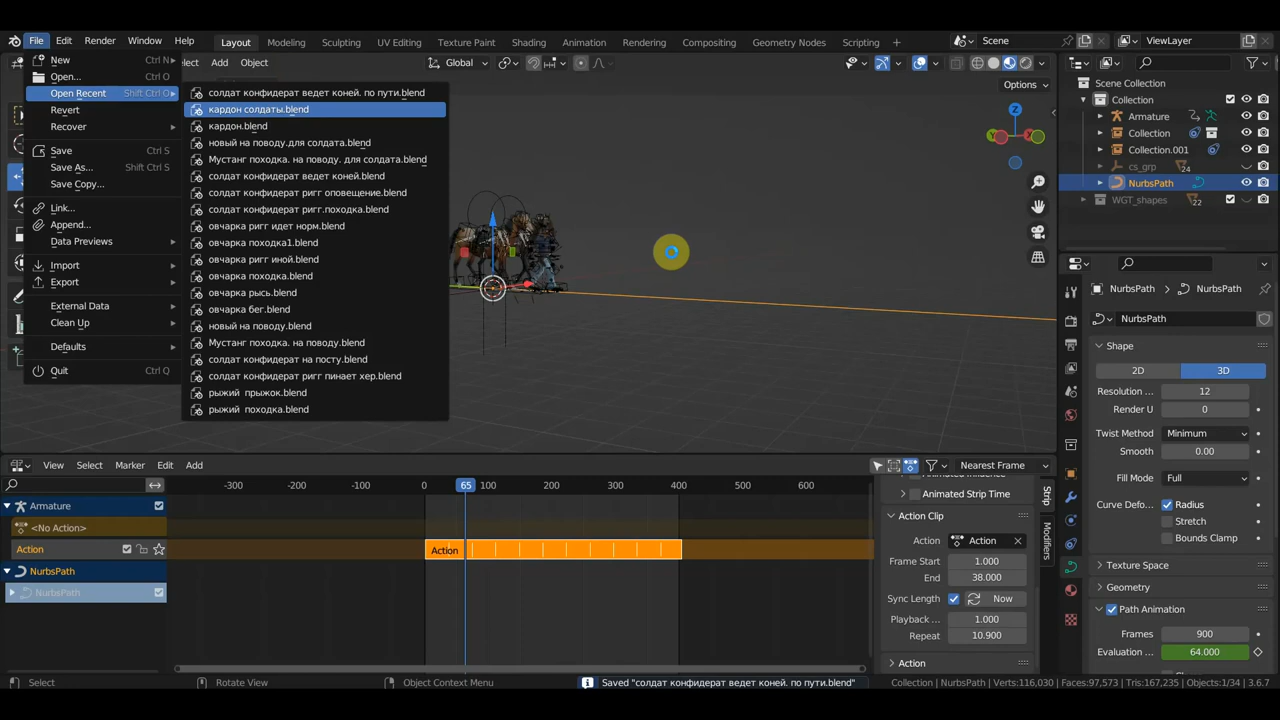 File Edit Render Window Help
Layout Modeling Sculpting UV Editing Texture Paint Shading Animation Rendering Compositing Geometry Nodes Scripting +
Scene
ViewLayer
lect Add Object
Global
Options
New Ctrl N
Open... Ctrl O
Open Recent Shift Ctrl O
Revert
Recover
Save Ctrl S
Save As... Shift Ctrl S
Save Copy...
Link...
Append...
Data Previews
Import
Export
External Data
Clean Up
Defaults
Quit Ctrl Q
солдат конфидерат ведет коней. по пути.blend
кардон солдаты.blend
кардон.blend
новый на поводу.для солдата.blend
Мустанг походка. на поводу. для солдата.blend
солдат конфидерат ведет коней.blend
солдат конфидерат ригг оповещение.blend
солдат конфидерат ригг.походка.blend
овчарка ригг идет норм.blend
овчарка походка1.blend
овчарка ригг иной.blend
овчарка походка.blend
овчарка рысь.blend
овчарка бег.blend
новый на поводу.blend
Мустанг походка. на поводу.blend
солдат конфидерат на посту.blend
солдат конфидерат ригг пинает хер.blend
рыжий прыжок.blend
рыжий походка.blend
Z
Y
X
Scene Collection
Collection
Armature
Collection
Collection.001
cs_grp 24
NurbsPath
WGT_shapes 22
NurbsPath
NurbsPath
NurbsPath
Shape
2D 3D
Resolution ... 12
Render U 0
Twist Method Minimum
Smooth 0.00
Fill Mode Full
Curve Defo... Radius
Stretch
Bounds Clamp
Texture Space
Geometry
Path Animation
Frames 900
Evaluation ... 64.000
View Select Marker Edit Add
Nearest Frame
-300 -200 -100 0 65 100 200 300 400 500 600
Armature
<No Action>
Action
Action
NurbsPath
NurbsPath
Animated Strip Time
Action Clip
Action Action
Frame Start 1.000
End 38.000
Sync Length Now
Playback ... 1.000
Repeat 10.900
Action
Strip
Modifiers
Select
Rotate View
Object Context Menu
Saved "солдат конфидерат ведет коней. по пути.blend"
Collection | NurbsPath | Verts:116,030 | Faces:97,573 | Tris:167,235 | Objects:1/34 | 3.6.7